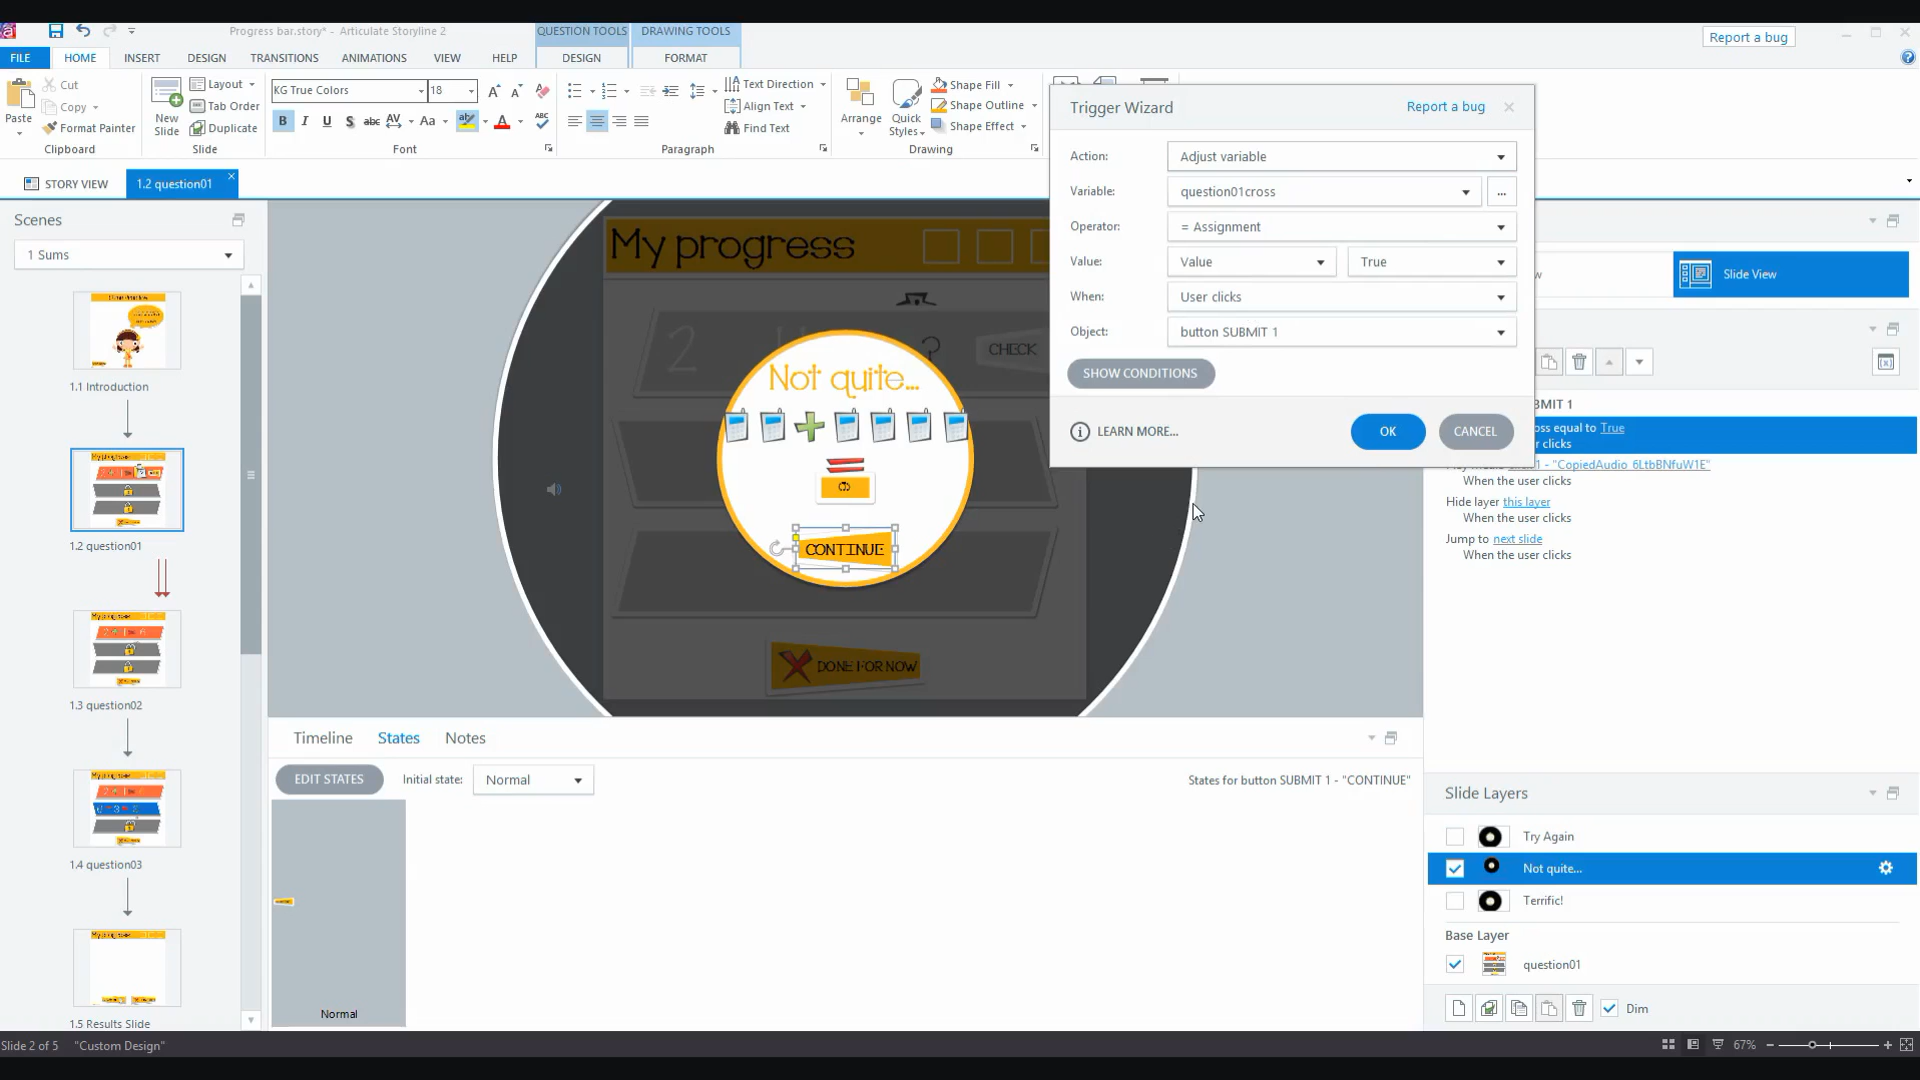 Progress bar.story* - Articulate Storyline 2
QUESTION TOOLS
DRAWING TOOLS
Report a bug
FILE
HOME
INSERT
DESIGN
TRANSITIONS
ANIMATIONS
VIEW
HELP
DESIGN
FORMAT
Paste
Cut
Copy
Format Painter
Clipboard
New Slide
Layout
Tab Order
Duplicate
Slide
KG True Colors
18
Font
Text Direction
Align Text
Find Text
Paragraph
Arrange
Quick Styles
Shape Fill
Shape Outline
Shape Effect
Drawing
STORY VIEW
1.2 question01
Scenes
1 Sums
1.1 Introduction
1.2 question01
1.3 question02
1.4 question03
1.5 Results Slide
My progress
2
?
CHECK
Not quite...
CONTINUE
DONE FOR NOW
Trigger Wizard
Report a bug
Action:
Adjust variable
Variable:
question01cross
...
Operator:
= Assignment
Value:
Value
True
When:
User clicks
Object:
button SUBMIT 1
SHOW CONDITIONS
LEARN MORE...
OK
CANCEL
Slide View
oss equal to True
r clicks
"CopiedAudio_6LtbBNfuW1E"
When the user clicks
Hide layer this layer
When the user clicks
Jump to next slide
When the user clicks
Timeline
States
Notes
EDIT STATES
Initial state:
Normal
States for button SUBMIT 1 - "CONTINUE"
Normal
Slide Layers
Try Again
Not quite...
Terrific!
Base Layer
question01
Dim
Slide 2 of 5
"Custom Design"
67%